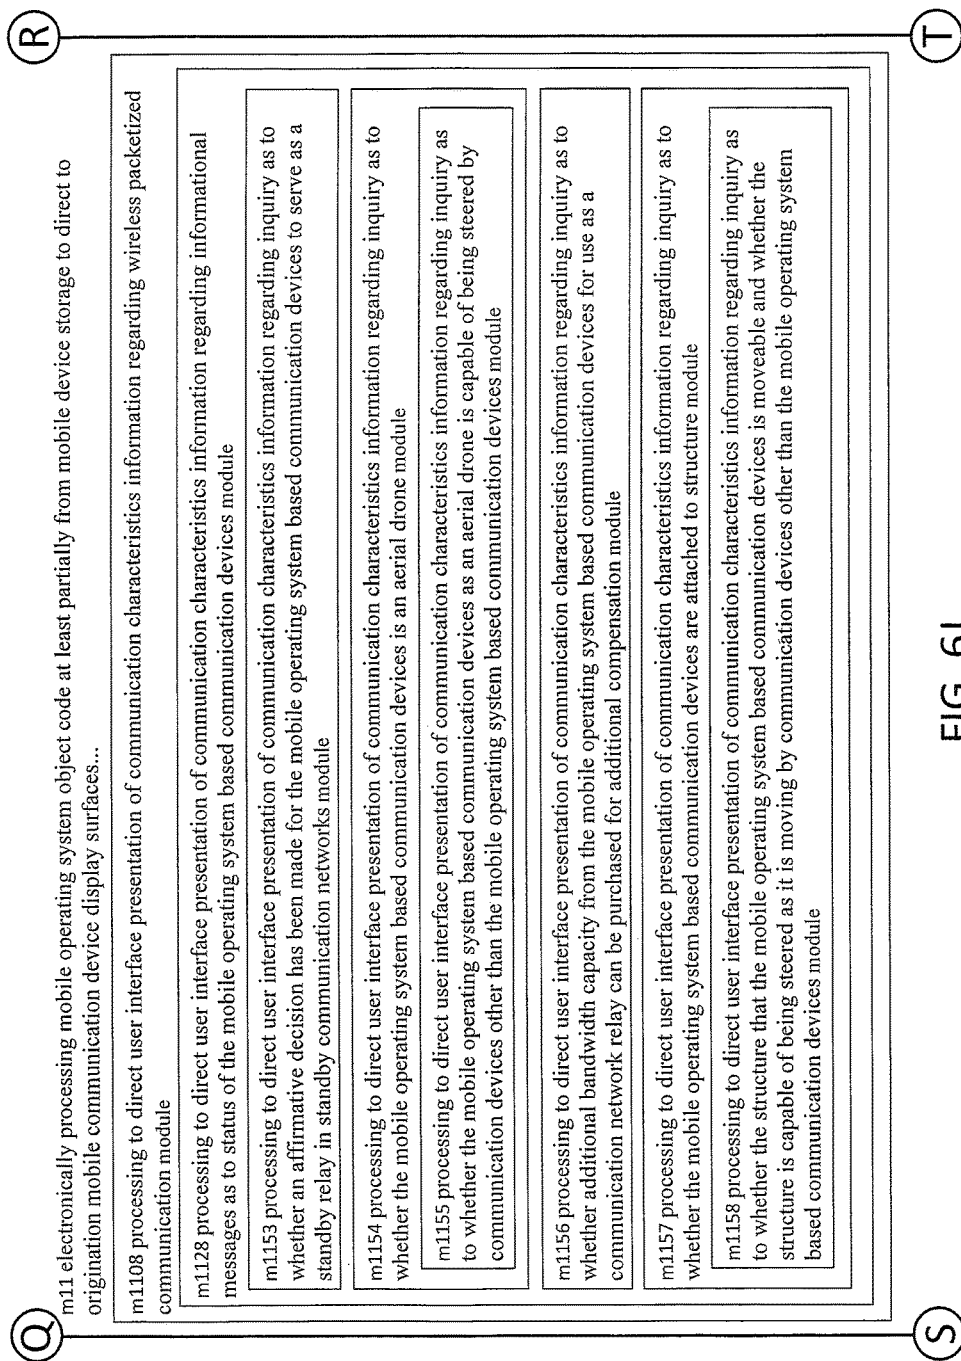 Q
R
m11 electronically processing mobile operating system object code at least partially from mobile device storage to direct to
origination mobile communication device display surfaces...
m1108 processing to direct user interface presentation of communication characteristics information regarding wireless packetized
communication module
m1128 processing to direct user interface presentation of communication characteristics information regarding informational
messages as to status of the mobile operating system based communication devices module
m1153 processing to direct user interface presentation of communication characteristics information regarding inquiry as to
whether an affirmative decision has been made for the mobile operating system based communication devices to serve as a
standby relay in standby communication networks module
m1154 processing to direct user interface presentation of communication characteristics information regarding inquiry as to
whether the mobile operating system based communication devices is an aerial drone module
m1155 processing to direct user interface presentation of communication characteristics information regarding inquiry as
to whether the mobile operating system based communication devices as an aerial drone is capable of being steered by
communication devices other than the mobile operating system based communication devices module
m1156 processing to direct user interface presentation of communication characteristics information regarding inquiry as to
whether additional bandwidth capacity from the mobile operating system based communication devices for use as a
communication network relay can be purchased for additional compensation module
m1157 processing to direct user interface presentation of communication characteristics information regarding inquiry as to
whether the mobile operating system based communication devices are attached to structure module
m1158 processing to direct user interface presentation of communication characteristics information regarding inquiry as
to whether the structure that the mobile operating system based communication devices is moveable and whether the
structure is capable of being steered as it is moving by communication devices other than the mobile operating system
based communication devices module
S
T
FIG.